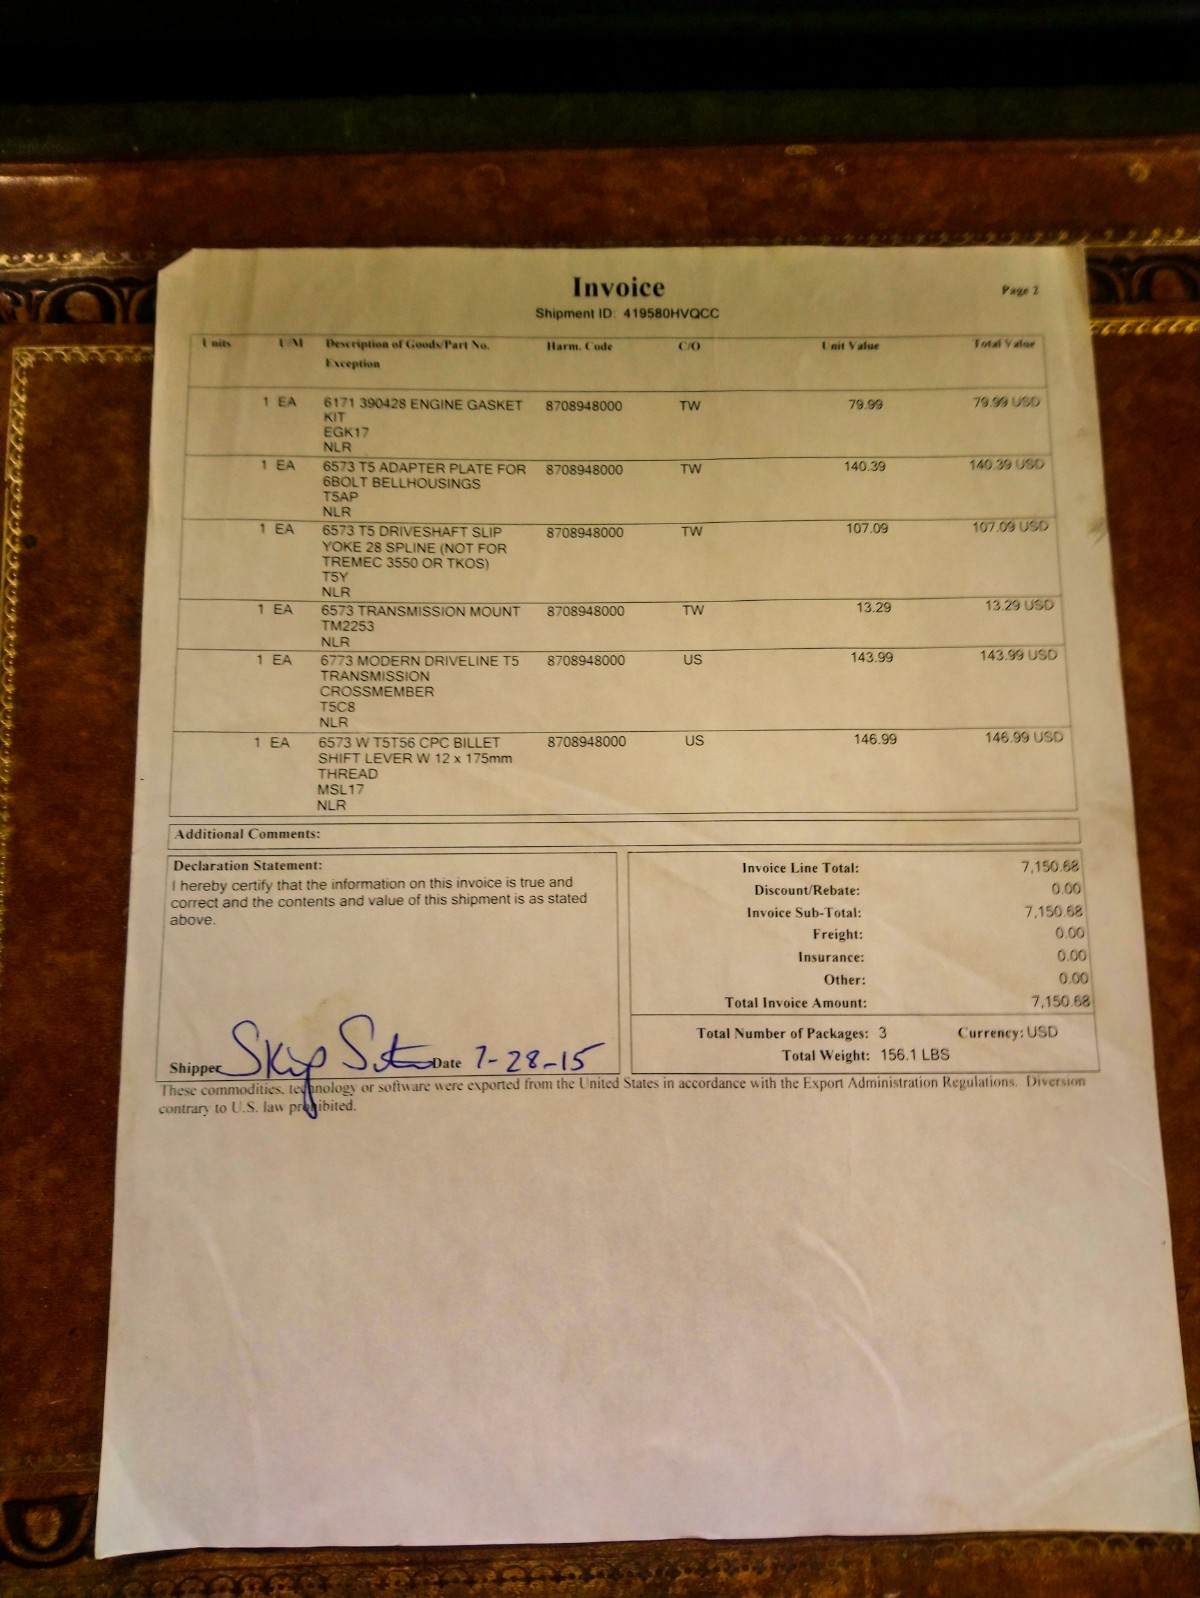 Invoice
Page 2
Shipment ID: 419580HVQCC
Units U/M Description of Goods/Part No. Harm. Code C/O Unit Value Total Value
Exception
1 EA 6171 390428 ENGINE GASKET 8708948000 TW 79.99 79.99 USD
KIT
EGK17
NLR
1 EA 6573 T5 ADAPTER PLATE FOR 8708948000 TW 140.39 140.39 USD
6BOLT BELLHOUSINGS
T5AP
NLR
1 EA 6573 T5 DRIVESHAFT SLIP 8708948000 TW 107.09 107.09 USD
YOKE 28 SPLINE (NOT FOR
TREMEC 3550 OR TKOS)
T5Y
NLR
1 EA 6573 TRANSMISSION MOUNT 8708948000 TW 13.29 13.29 USD
TM2253
NLR
1 EA 6773 MODERN DRIVELINE T5 8708948000 US 143.99 143.99 USD
TRANSMISSION
CROSSMEMBER
T5C8
NLR
1 EA 6573 W T5T56 CPC BILLET 8708948000 US 146.99 146.99 USD
SHIFT LEVER W 12 x 175mm
THREAD
MSL17
NLR
Additional Comments:
Declaration Statement:
I hereby certify that the information on this invoice is true and
correct and the contents and value of this shipment is as stated
above.
Shipper Skip Date 7-28-15
Invoice Line Total: 7,150.68
Discount/Rebate: 0.00
Invoice Sub-Total: 7,150.68
Freight: 0.00
Insurance: 0.00
Other: 0.00
Total Invoice Amount: 7,150.68
Total Number of Packages: 3 Currency: USD
Total Weight: 156.1 LBS
These commodities, technology or software were exported from the United States in accordance with the Export Administration Regulations. Diversion
contrary to U.S. law prohibited.